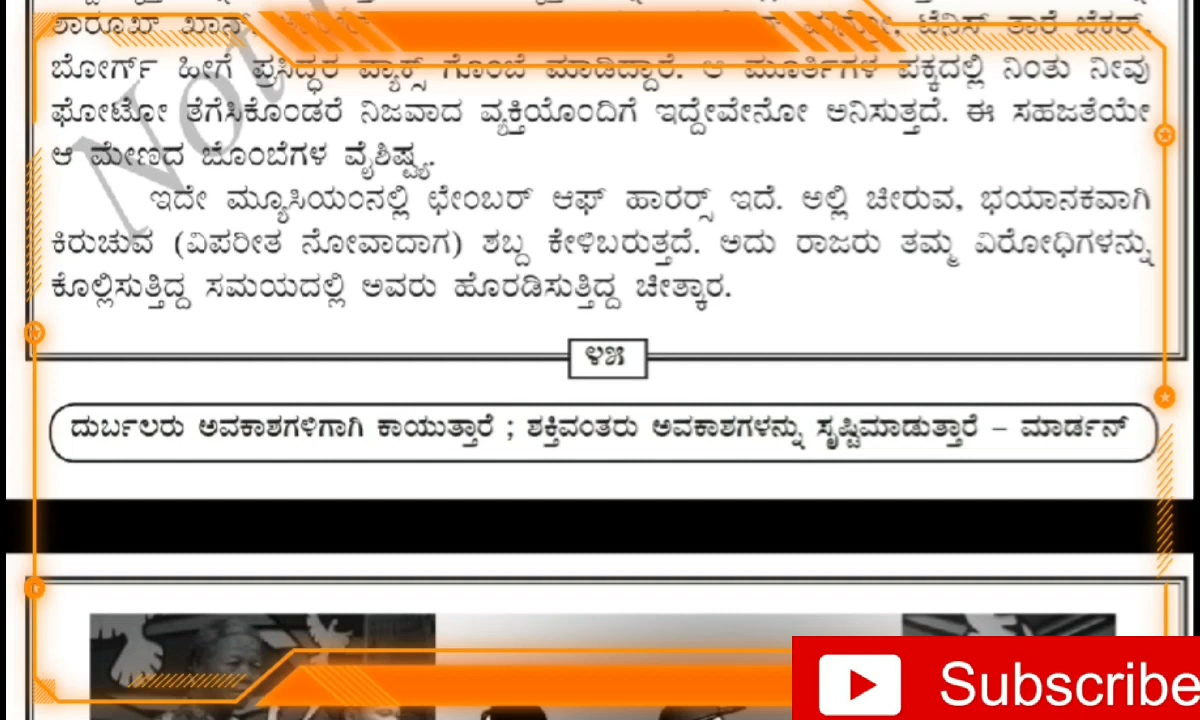 ಶಾರೂಖ್ ಖಾನ್, ಟೆನಿಸ್ ತಾರೆ ಬೆಕರ್,
ಬೋರ್ಗ್ ಹೀಗೆ ಪ್ರಸಿದ್ಧರ ವ್ಯಾಕ್ಸ್ ಗೊಂಬೆ ಮಾಡಿದ್ದಾರೆ. ಆ ಮೂರ್ತಿಗಳ ಪಕ್ಕದಲ್ಲಿ ನಿಂತು ನೀವು
ಫೋಟೋ ತೆಗೆಸಿಕೊಂಡರೆ ನಿಜವಾದ ವ್ಯಕ್ತಿಯೊಂದಿಗೆ ಇದ್ದೇವೇನೋ ಅನಿಸುತ್ತದೆ. ಈ ಸಹಜತೆಯೇ
ಆ ಮೇಣದ ಬೊಂಬೆಗಳ ವೈಶಿಷ್ಟ್ಯ.
ಇದೇ ಮ್ಯೂಸಿಯಂನಲ್ಲಿ ಛೇಂಬರ್ ಆಫ್ ಹಾರರ‍್ಸ್ ಇದೆ. ಅಲ್ಲಿ ಚೀರುವ, ಭಯಾನಕವಾಗಿ
ಕಿರುಚುವ (ವಿಪರೀತ ನೋವಾದಾಗ) ಶಬ್ದ ಕೇಳಿಬರುತ್ತದೆ. ಅದು ರಾಜರು ತಮ್ಮ ವಿರೋಧಿಗಳನ್ನು
ಕೊಲ್ಲಿಸುತ್ತಿದ್ದ ಸಮಯದಲ್ಲಿ ಅವರು ಹೊರಡಿಸುತ್ತಿದ್ದ ಚೀತ್ಕಾರ.
Not
೪೫
ದುರ್ಬಲರು ಅವಕಾಶಗಳಿಗಾಗಿ ಕಾಯುತ್ತಾರೆ ; ಶಕ್ತಿವಂತರು ಅವಕಾಶಗಳನ್ನು ಸೃಷ್ಟಿಮಾಡುತ್ತಾರೆ – ಮಾರ್ಡನ್
Subscribe